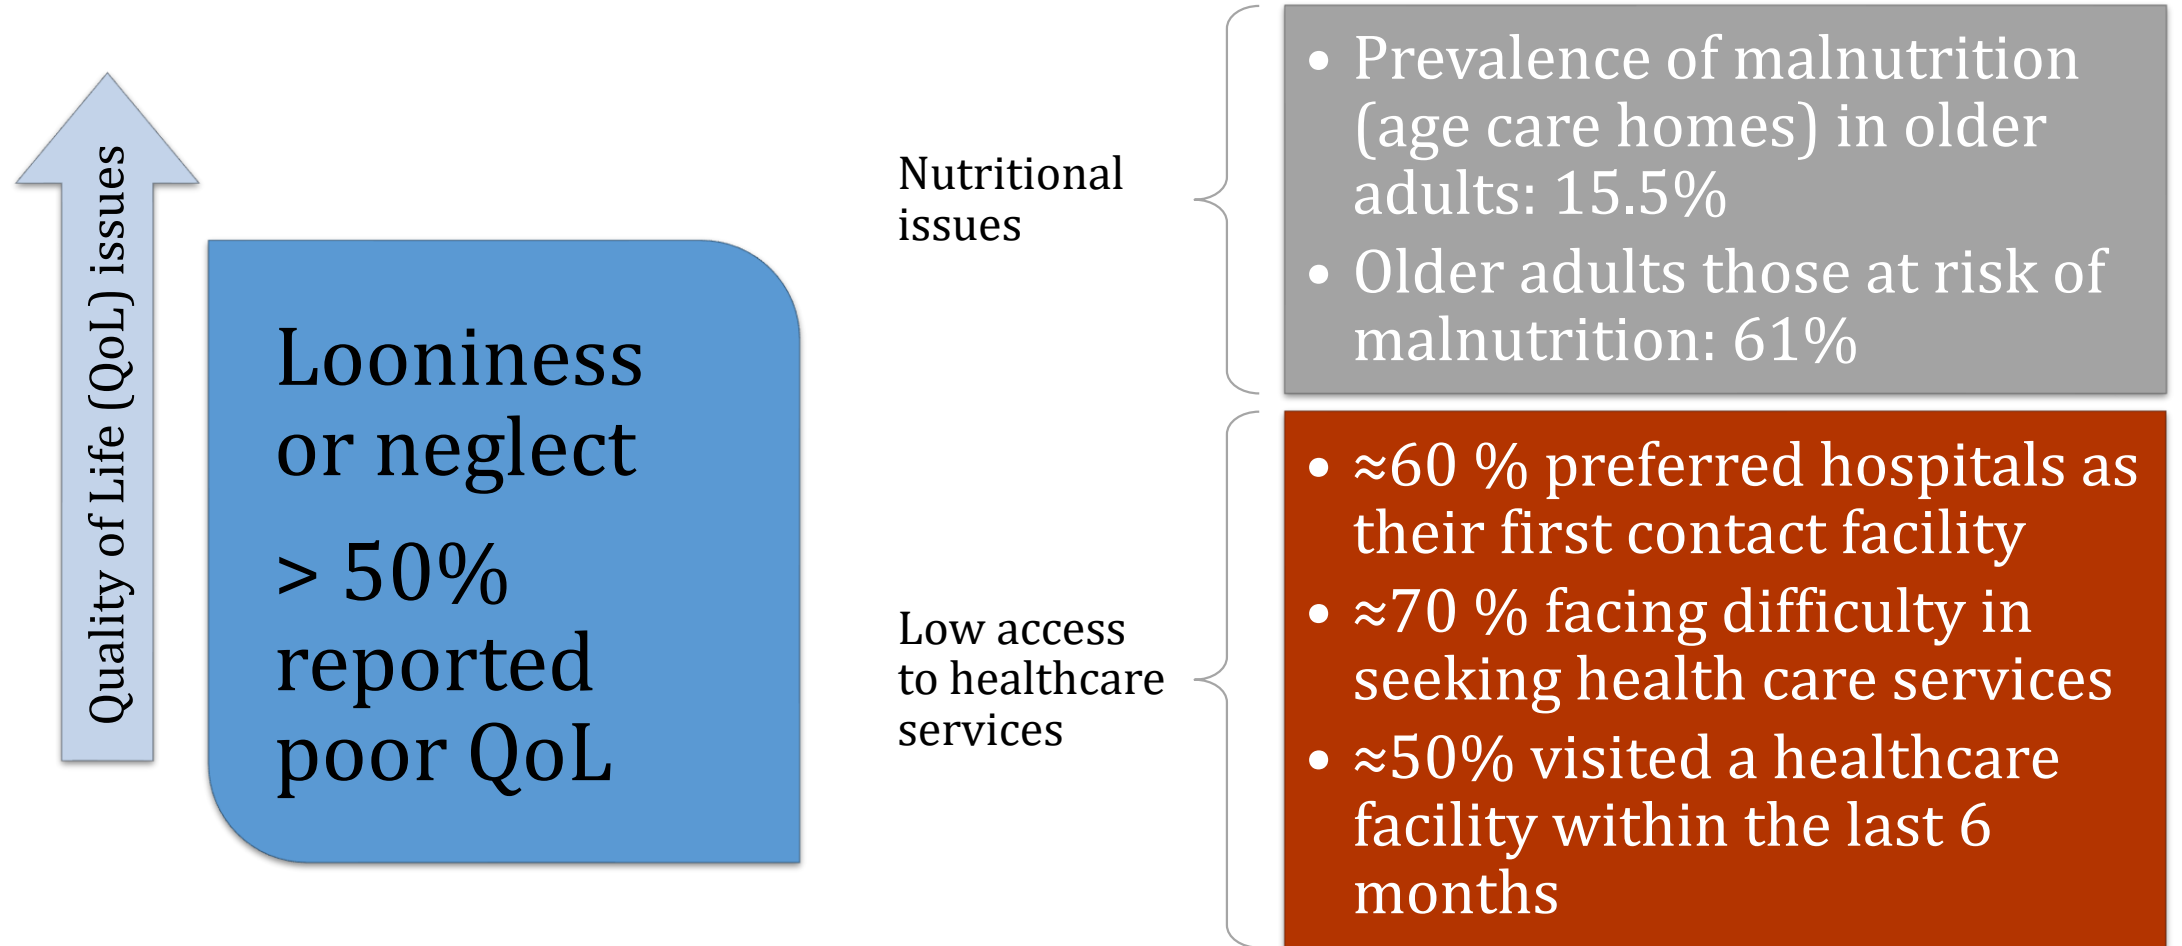 Quality of Life (QoL) issues
Looniness
or neglect
> 50%
reported
poor QoL
Nutritional
issues
• Prevalence of malnutrition
(age care homes) in older
adults: 15.5%
• Older adults those at risk of
malnutrition: 61%
Low access
to healthcare
services
• ≈60 % preferred hospitals as
their first contact facility
• ≈70 % facing difficulty in
seeking health care services
• ≈50% visited a healthcare
facility within the last 6
months